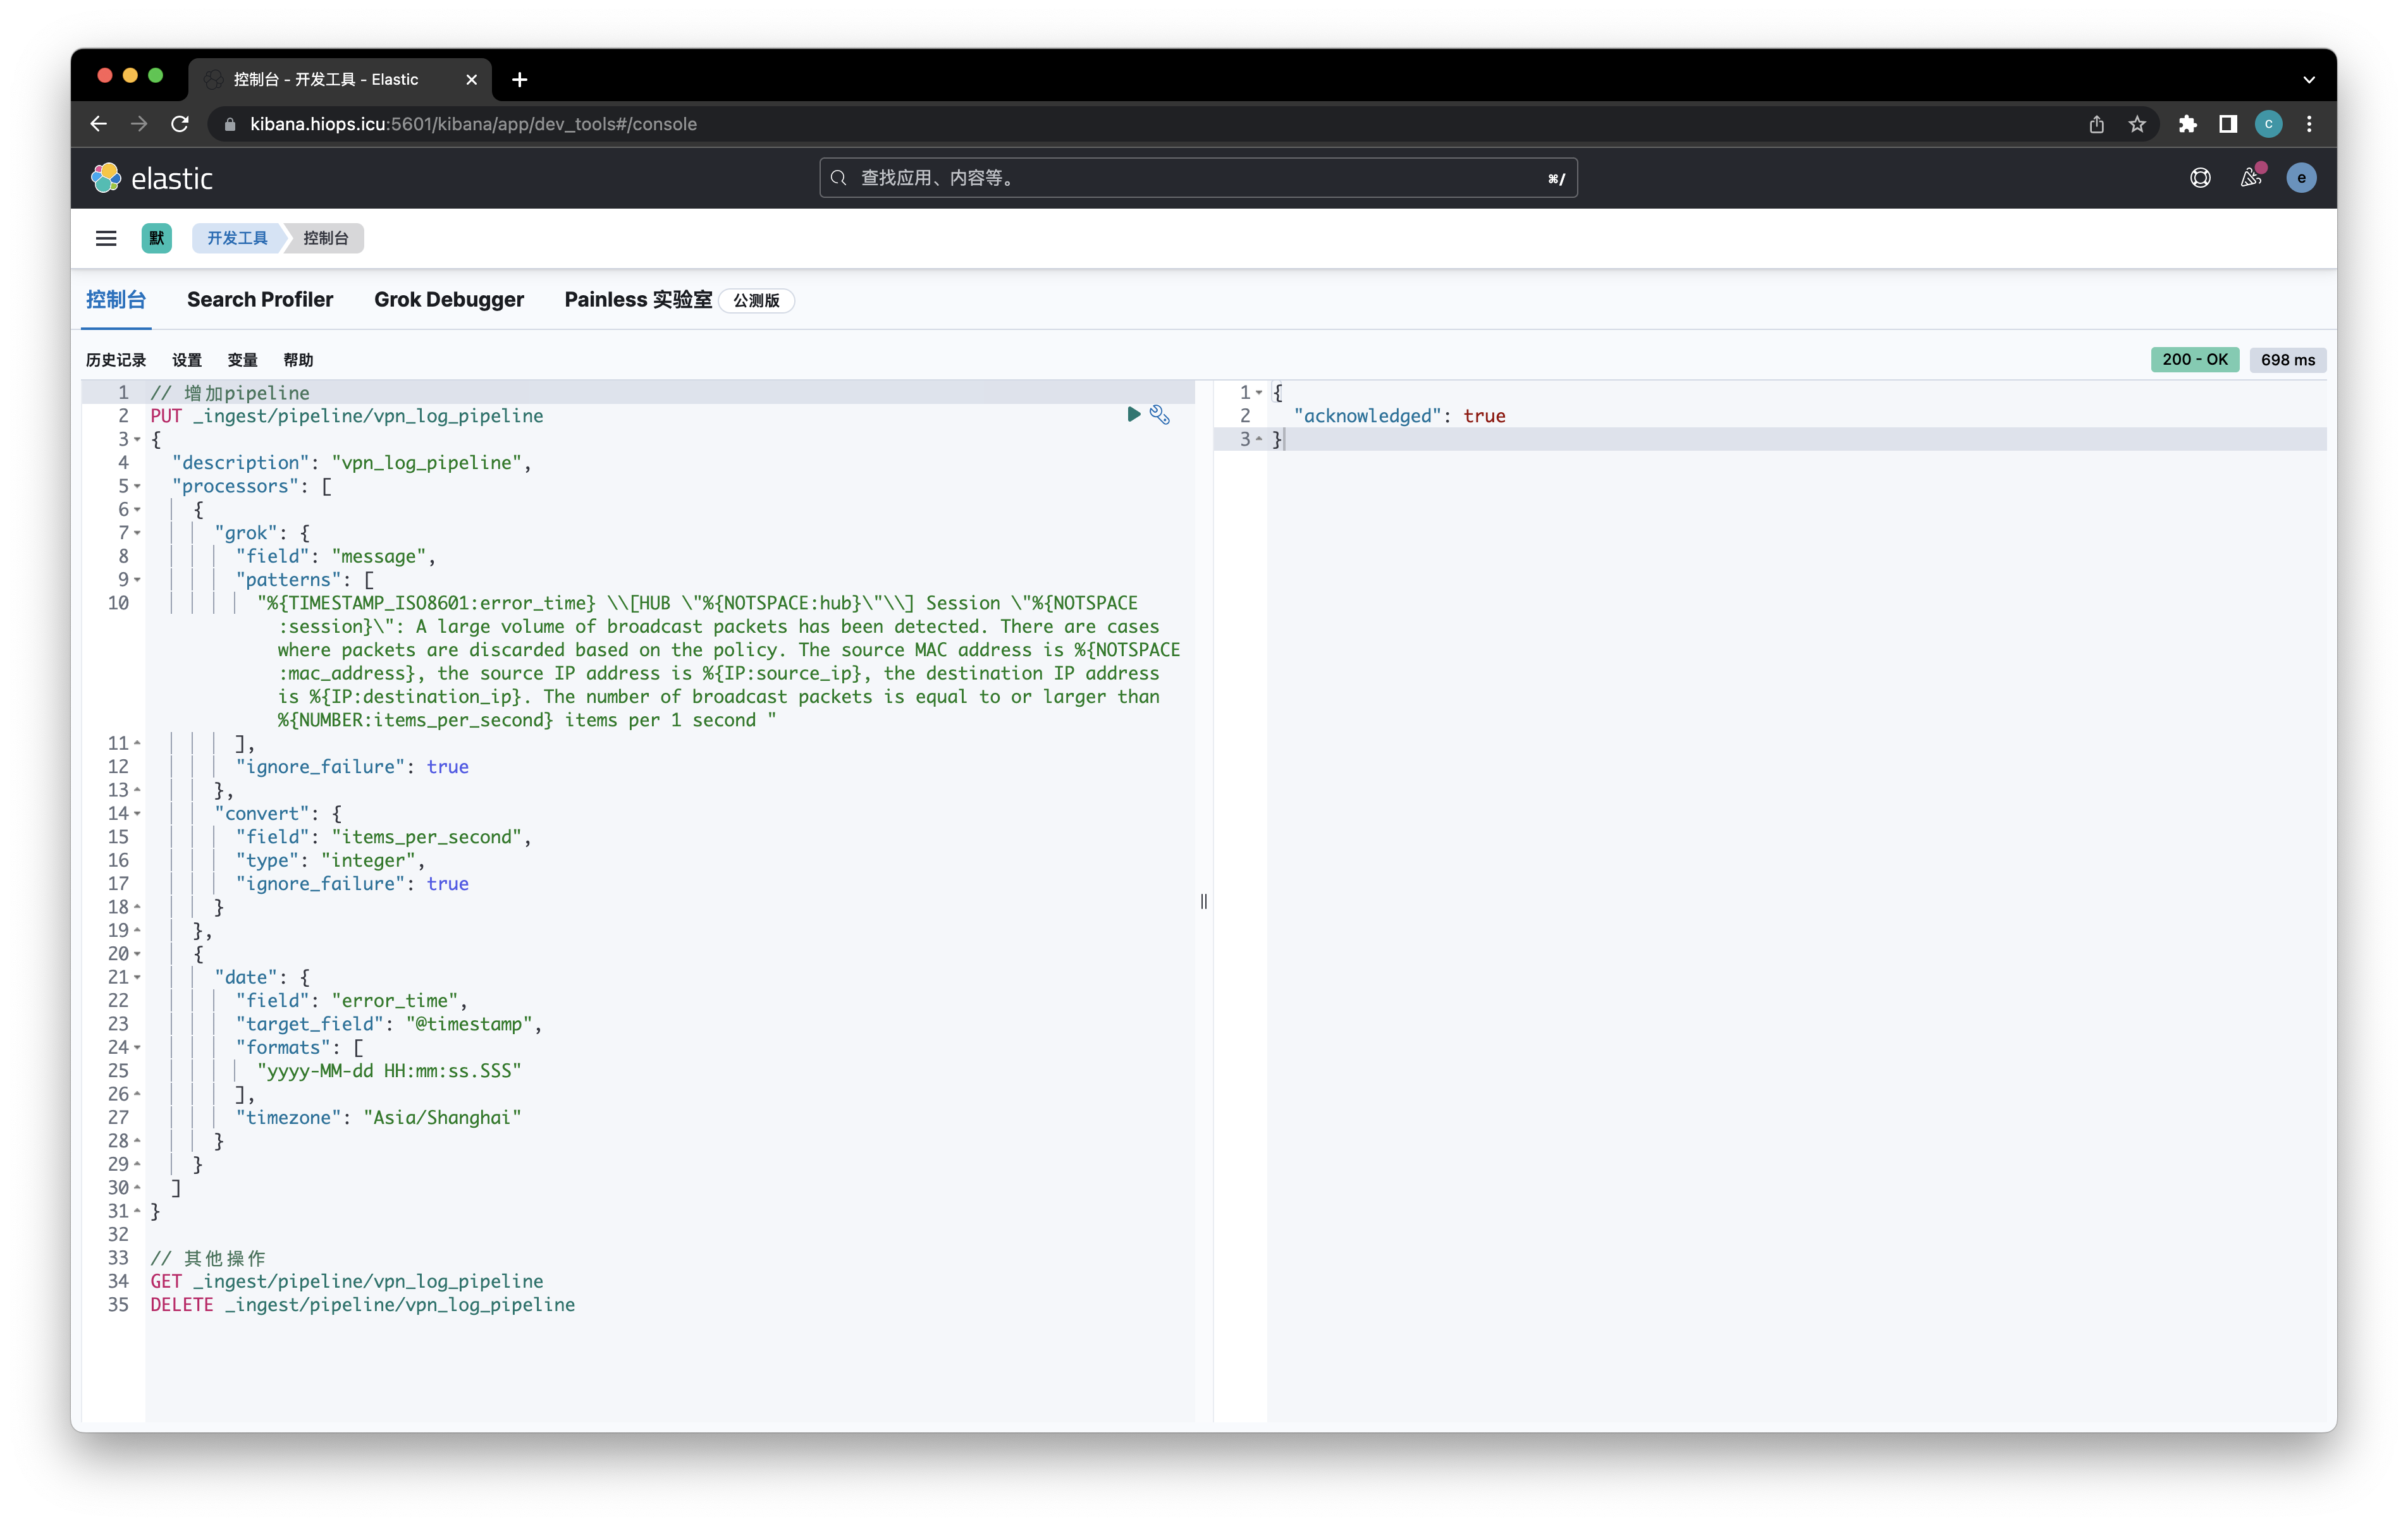 控制台 - 开发工具 - Elastic
kibana.hiops.icu:5601/kibana/app/dev_tools#/console
C
elastic
查找应用、内容等。
⌘/
e
默
开发工具
控制台
控制台
Search Profiler
Grok Debugger
Painless 实验室
公测版
历史记录
设置
变量
帮助
200 - OK
698 ms
1 // 增加pipeline
2 PUT _ingest/pipeline/vpn_log_pipeline
3 {
4 "description": "vpn_log_pipeline",
5 "processors": [
6 {
7 "grok": {
8 "field": "message",
9 "patterns": [
10 "%{TIMESTAMP_ISO8601:error_time} \\[HUB \"%{NOTSPACE:hub}\"\\] Session \"%{NOTSPACE
:session}\": A large volume of broadcast packets has been detected. There are cases
where packets are discarded based on the policy. The source MAC address is %{NOTSPACE
:mac_address}, the source IP address is %{IP:source_ip}, the destination IP address
is %{IP:destination_ip}. The number of broadcast packets is equal to or larger than
%{NUMBER:items_per_second} items per 1 second "
11 ],
12 "ignore_failure": true
13 },
14 "convert": {
15 "field": "items_per_second",
16 "type": "integer",
17 "ignore_failure": true
18 }
19 },
20 {
21 "date": {
22 "field": "error_time",
23 "target_field": "@timestamp",
24 "formats": [
25 "yyyy-MM-dd HH:mm:ss.SSS"
26 ],
27 "timezone": "Asia/Shanghai"
28 }
29 }
30 ]
31 }
32
33 // 其他操作
34 GET _ingest/pipeline/vpn_log_pipeline
35 DELETE _ingest/pipeline/vpn_log_pipeline
1 {
2 "acknowledged": true
3 }